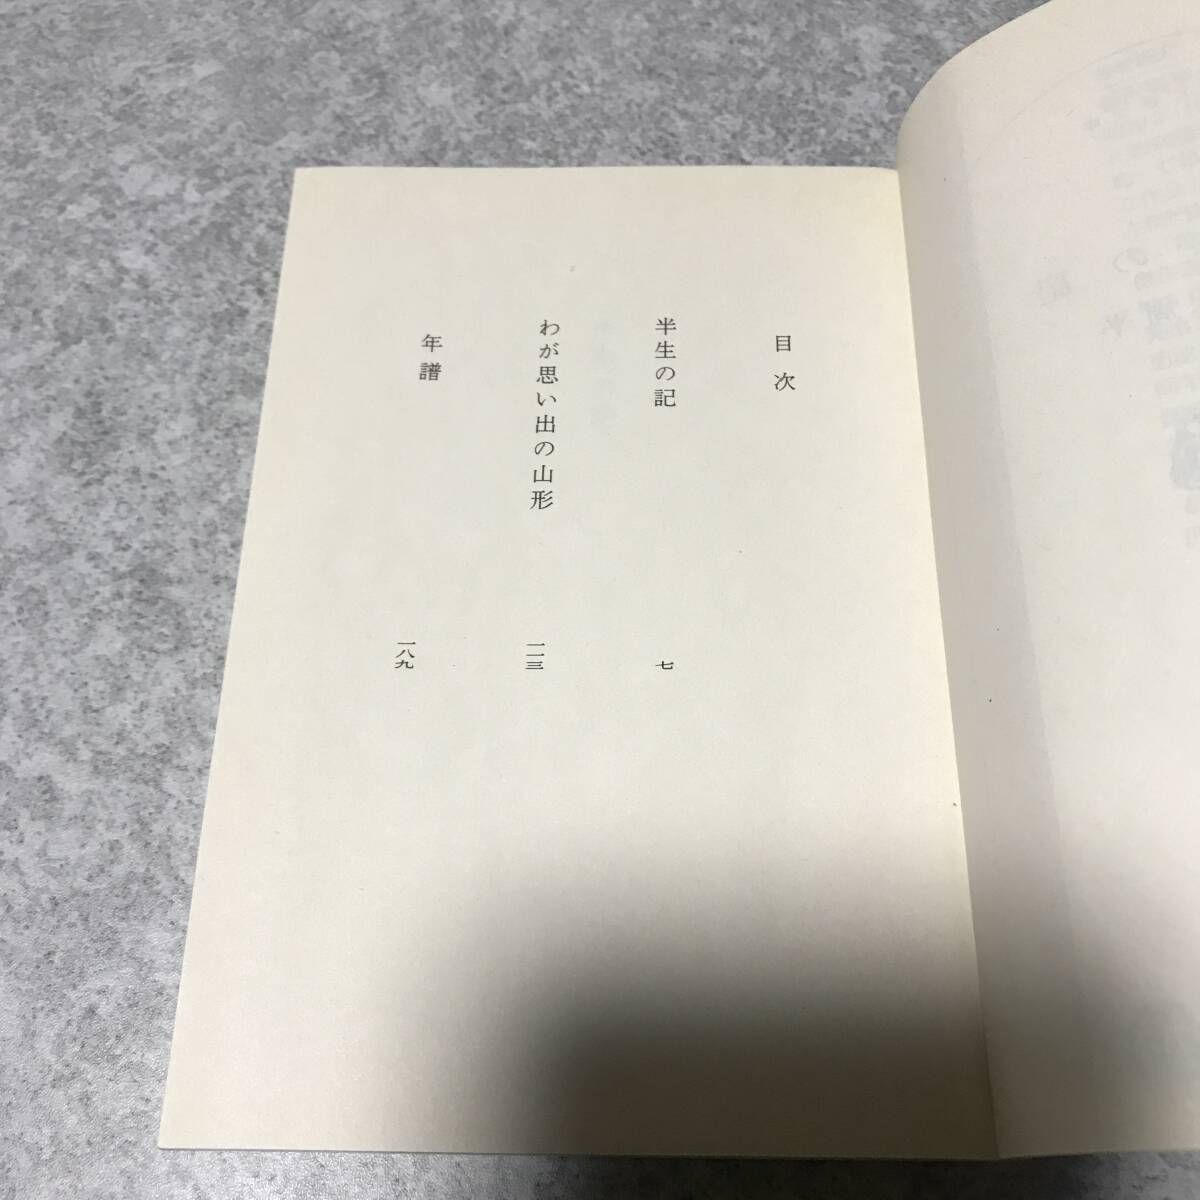 目次
半生の記 七
わが思い出の山形 一一三
年譜 一八九